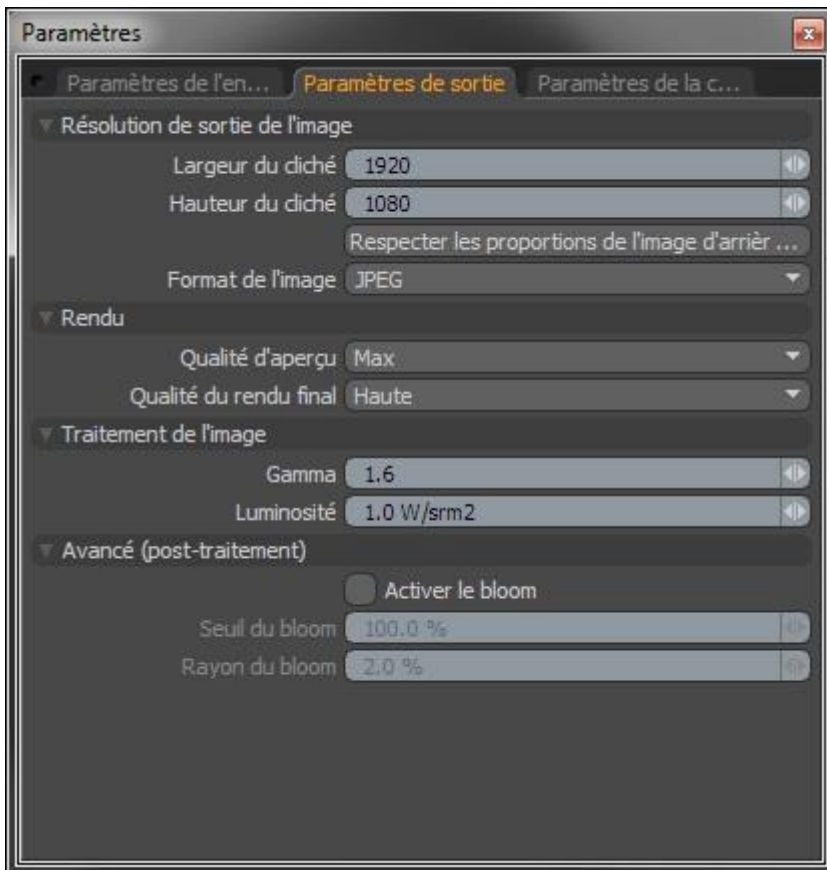 Paramètres
Paramètres de l'en... Paramètres de sortie Paramètres de la c...
Résolution de sortie de l'image
Largeur du cliché 1920
Hauteur du cliché 1080
Respecter les proportions de l'image d'arrièr ...
Format de l'image JPEG
Rendu
Qualité d'aperçu Max
Qualité du rendu final Haute
Traitement de l'image
Gamma 1.6
Luminosité 1.0 W/srm2
Avancé (post-traitement)
Activer le bloom
Seuil du bloom 100.0 %
Rayon du bloom 2.0 %